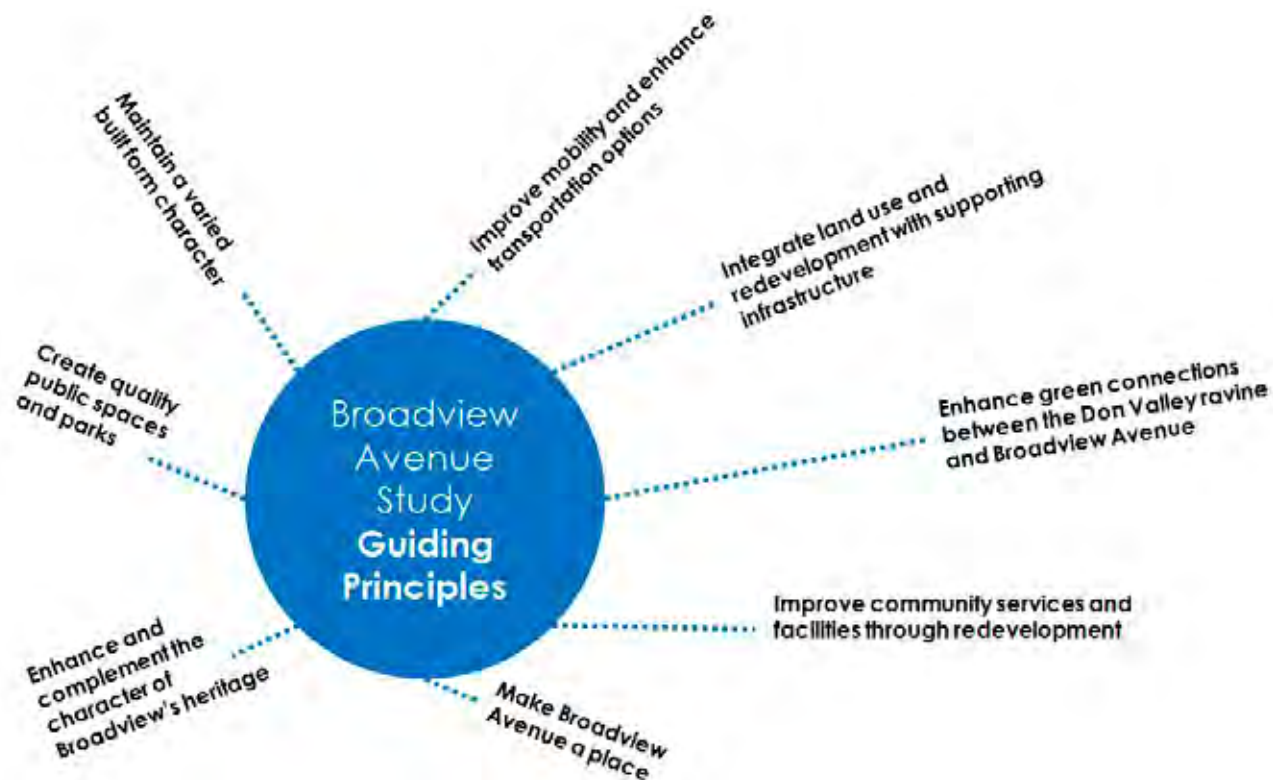 Broadview
Avenue
Study
Guiding
Principles
Maintain a varied
built form character
Improve mobility and enhance
transportation options
Integrate land use and
redevelopment with supporting
infrastructure
Enhance green connections
between the Don Valley ravine
and Broadview Avenue
Improve community services and
facilities through redevelopment
Make Broadview
Avenue a place
Enhance and
complement the
character of
Broadview's heritage
Create quality
public spaces
and parks